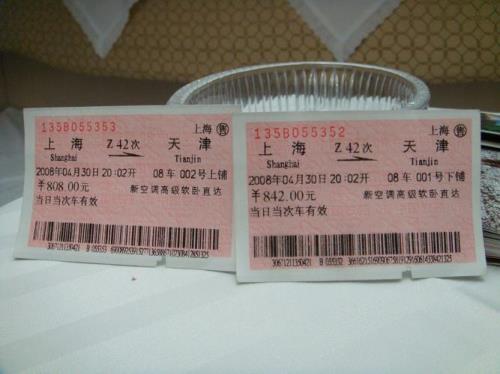 135B055353 上海售
上海 Z42次 天津
Shanghai Tianjin
2008年04月30日20:02开 08车002号上铺
¥808.00元 新空调高级软卧直达
当日当次车有效
135B055352 上海售
上海 Z42次 天津
Shanghai Tianjin
2008年04月30日20:02开 08车001号下铺
¥842.00元 新空调高级软卧直达
当日当次车有效